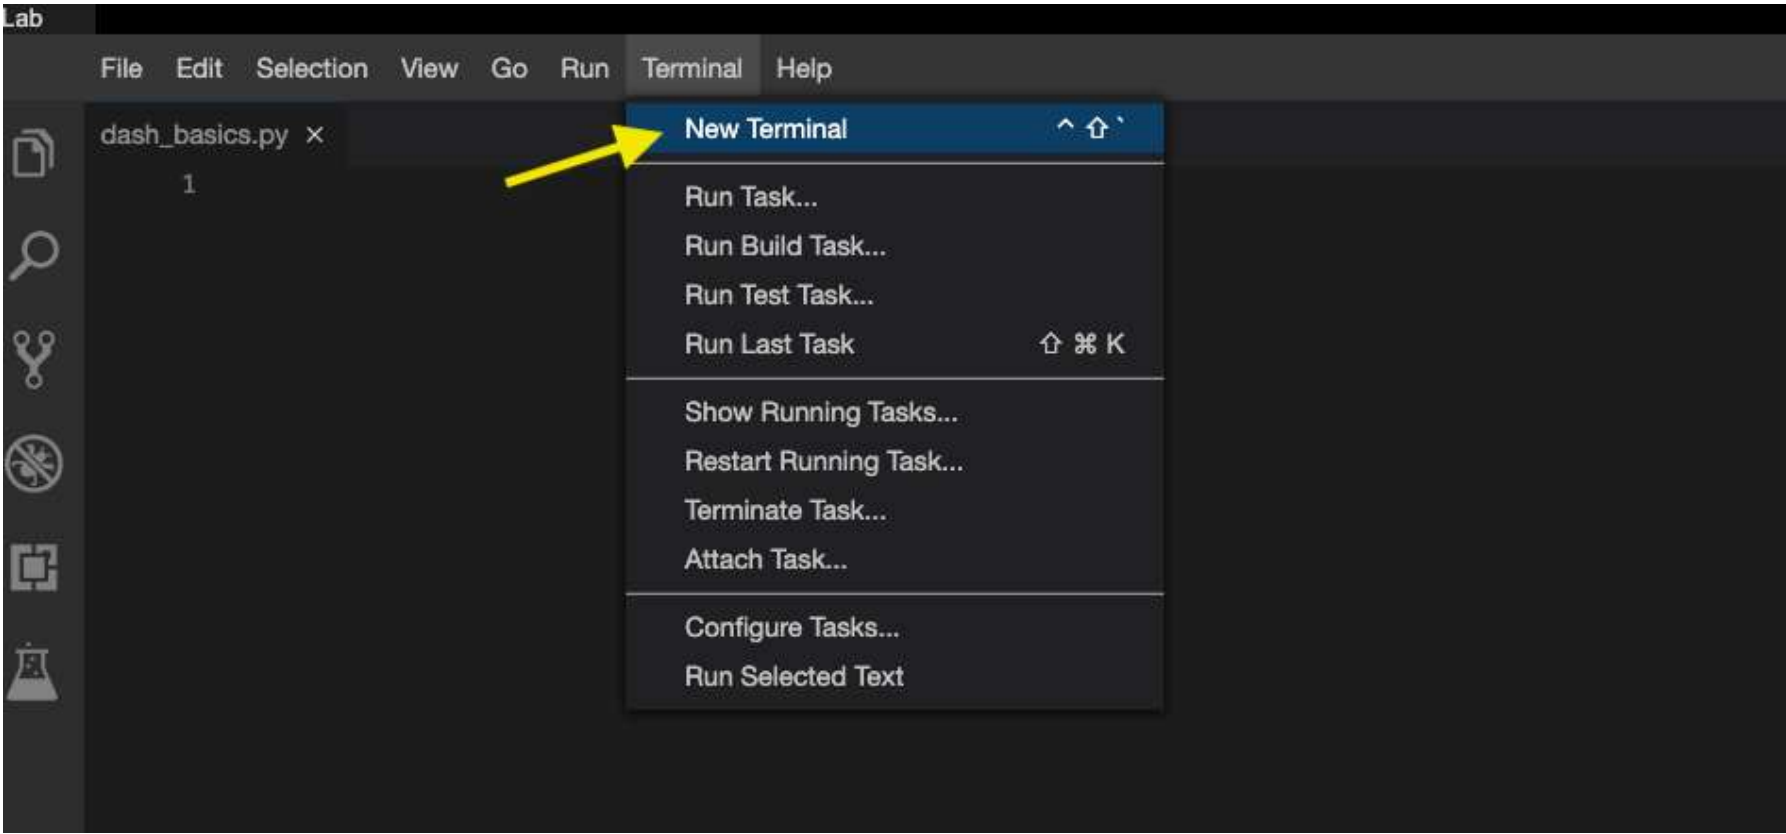 Lab
File Edit Selection View Go Run Terminal Help
dash_basics.py ×
1
New Terminal ^⇧`
Run Task...
Run Build Task...
Run Test Task...
Run Last Task ⇧⌘K
Show Running Tasks...
Restart Running Task...
Terminate Task...
Attach Task...
Configure Tasks...
Run Selected Text